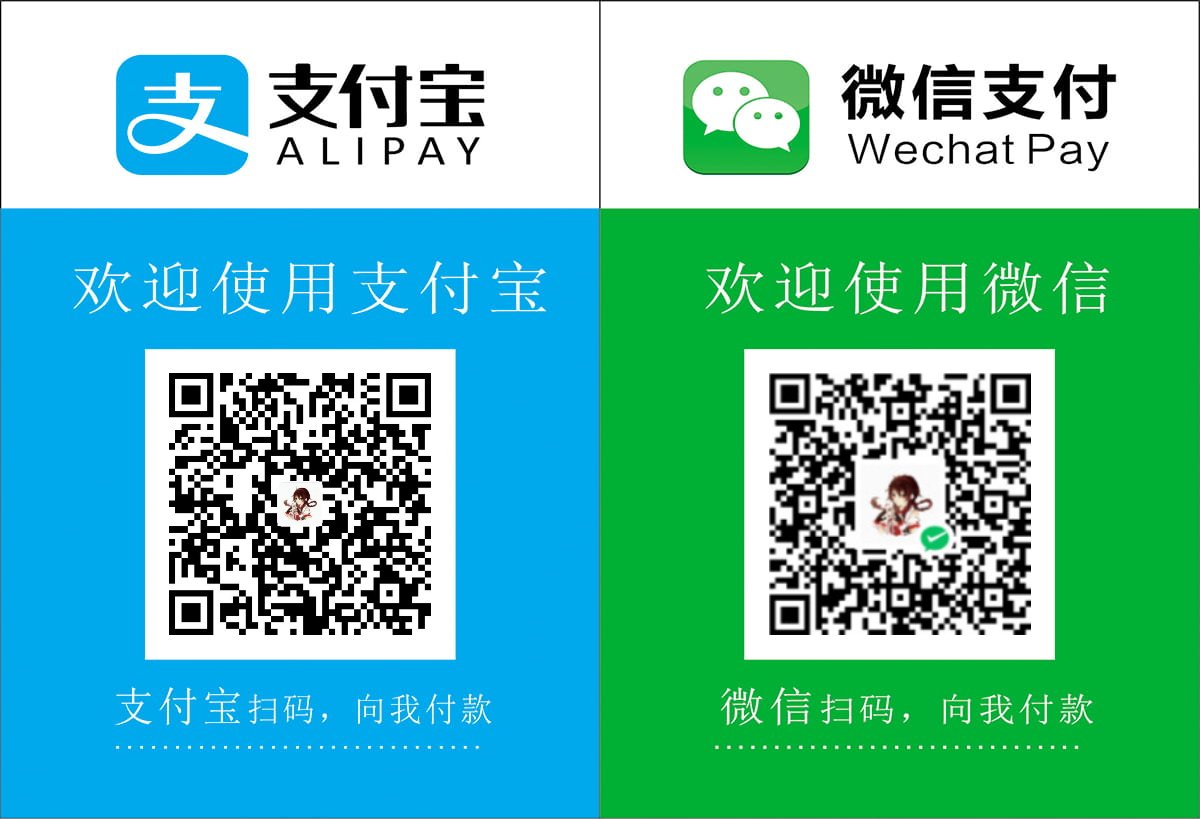 支付宝
ALIPAY
欢迎使用支付宝
支付宝扫码，向我付款
微信支付
Wechat Pay
欢迎使用微信
微信扫码，向我付款